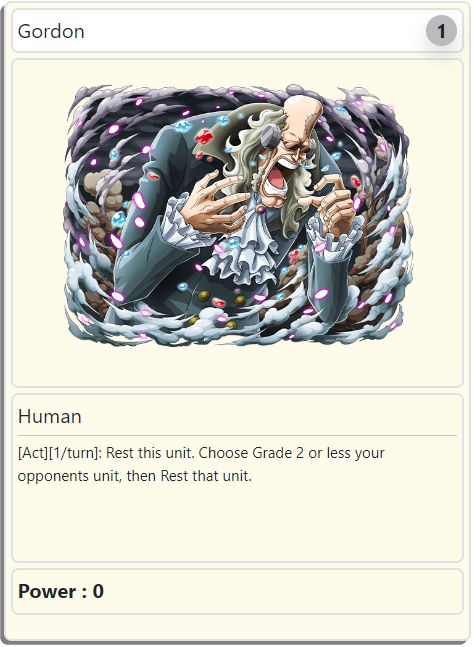 Gordon
1
Human
[Act][1/turn]: Rest this unit. Choose Grade 2 or less your
opponents unit, then Rest that unit.
Power : 0